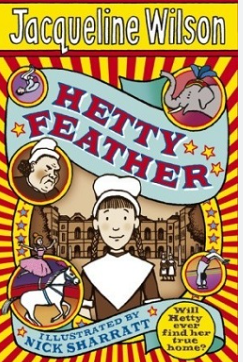 Jacqueline Wilson
HETTY
FEATHER
Will
Hetty
ever
find her
true
home?
ILLUSTRATED BY
NICK SHARRATT